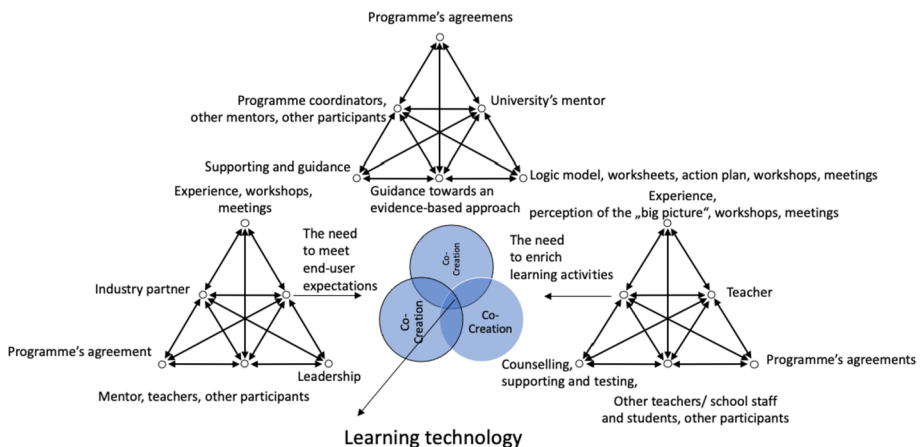 Programme's agreemens
Programme coordinators,
other mentors, other participants
University's mentor
Supporting and guidance
Guidance towards an
evidence-based approach
Logic model, worksheets, action plan, workshops, meetings
Experience, workshops,
meetings
The need
to meet
end-user
expectations
Industry partner
Programme's agreement
Leadership
Mentor, teachers, other participants
Co-
Creation
Co-
Creation
Co-
Creation
The need
to enrich
learning activities
Experience,
perception of the „big picture“, workshops, meetings
Teacher
Counselling,
supporting and testing,
Programme's agreements
Other teachers/ school staff
and students, other participants
Learning technology